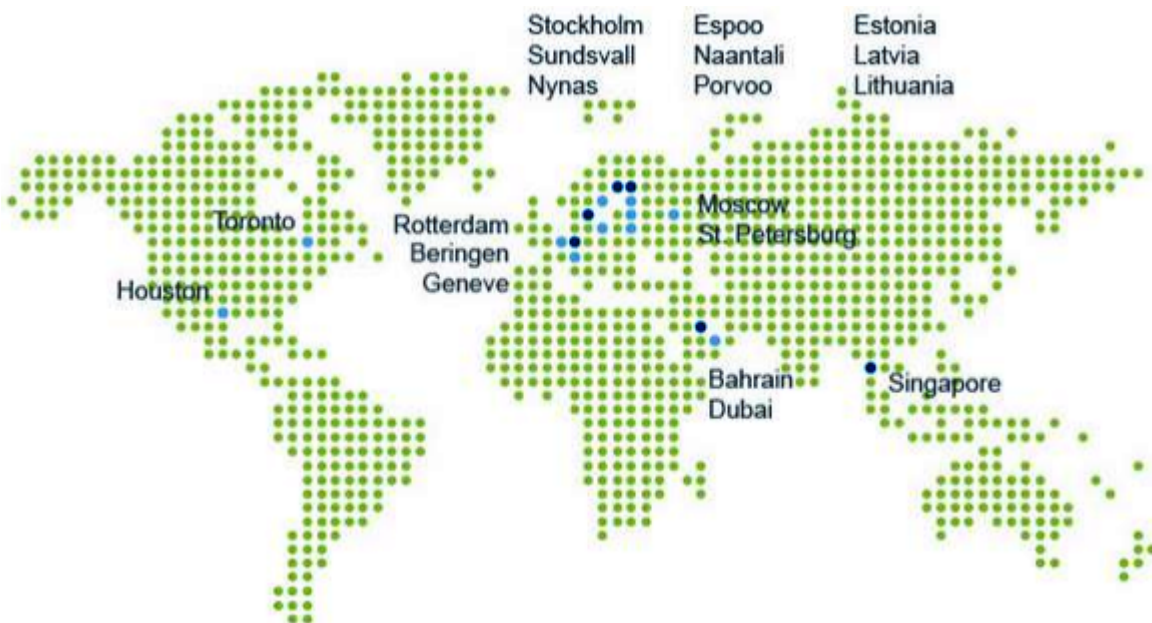 Stockholm
Sundsvall
Nynas
Espoo
Naantali
Porvoo
Estonia
Latvia
Lithuania
Toronto
Houston
Rotterdam
Beringen
Geneve
Moscow
St. Petersburg
Bahrain
Dubai
Singapore